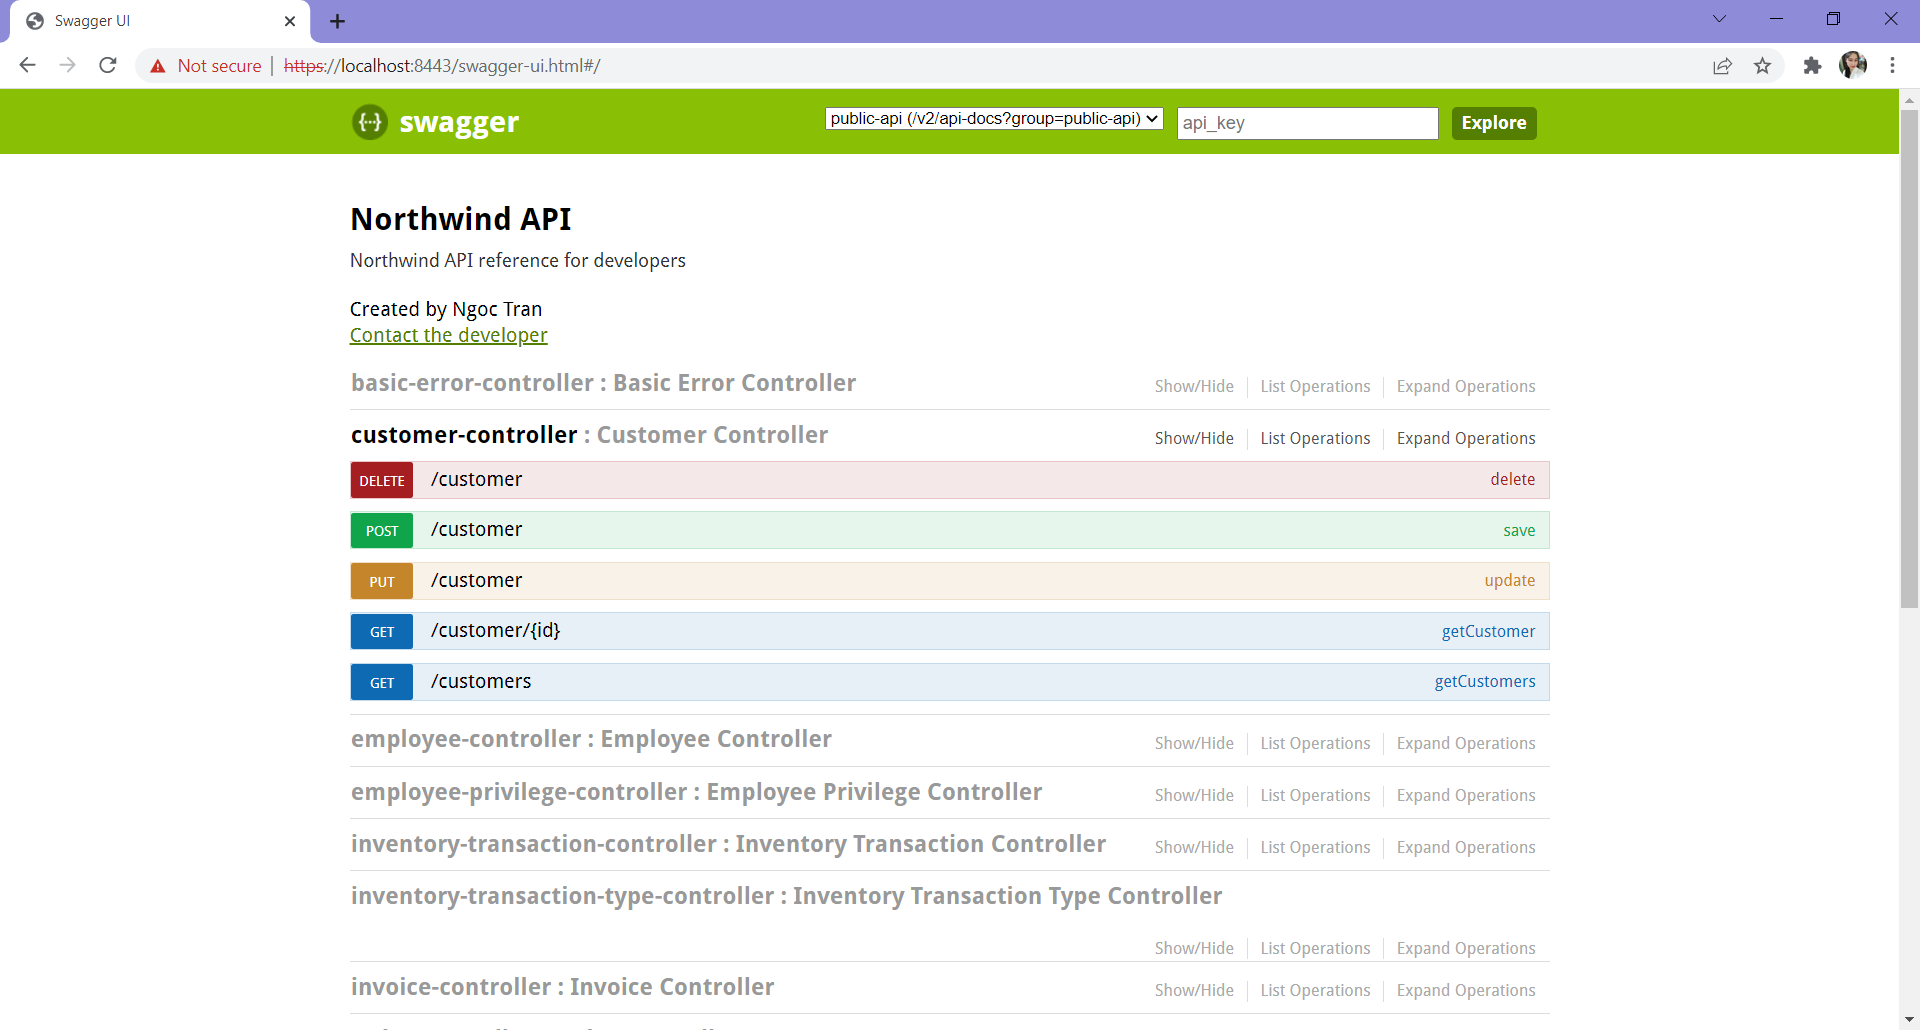 Swagger UI
Not secure https://localhost:8443/swagger-ui.html#/
{···} swagger public-api (/v2/api-docs?group=public-api) api_key Explore
Northwind API
Northwind API reference for developers
Created by Ngoc Tran
Contact the developer
basic-error-controller : Basic Error Controller Show/Hide List Operations Expand Operations
customer-controller : Customer Controller Show/Hide List Operations Expand Operations
DELETE /customer delete
POST /customer save
PUT /customer update
GET /customer/{id} getCustomer
GET /customers getCustomers
employee-controller : Employee Controller Show/Hide List Operations Expand Operations
employee-privilege-controller : Employee Privilege Controller Show/Hide List Operations Expand Operations
inventory-transaction-controller : Inventory Transaction Controller Show/Hide List Operations Expand Operations
inventory-transaction-type-controller : Inventory Transaction Type Controller
Show/Hide List Operations Expand Operations
invoice-controller : Invoice Controller Show/Hide List Operations Expand Operations